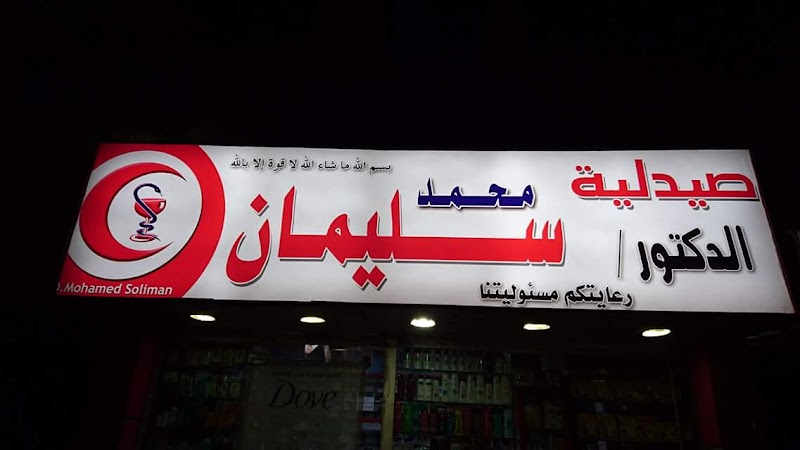 بسم الله ما شاء الله لا قوة إلا بالله
صيدلية
الدكتور /
محمد
سليمان
رعايتكم مسئوليتنا
D.Mohamed Soliman
Dove